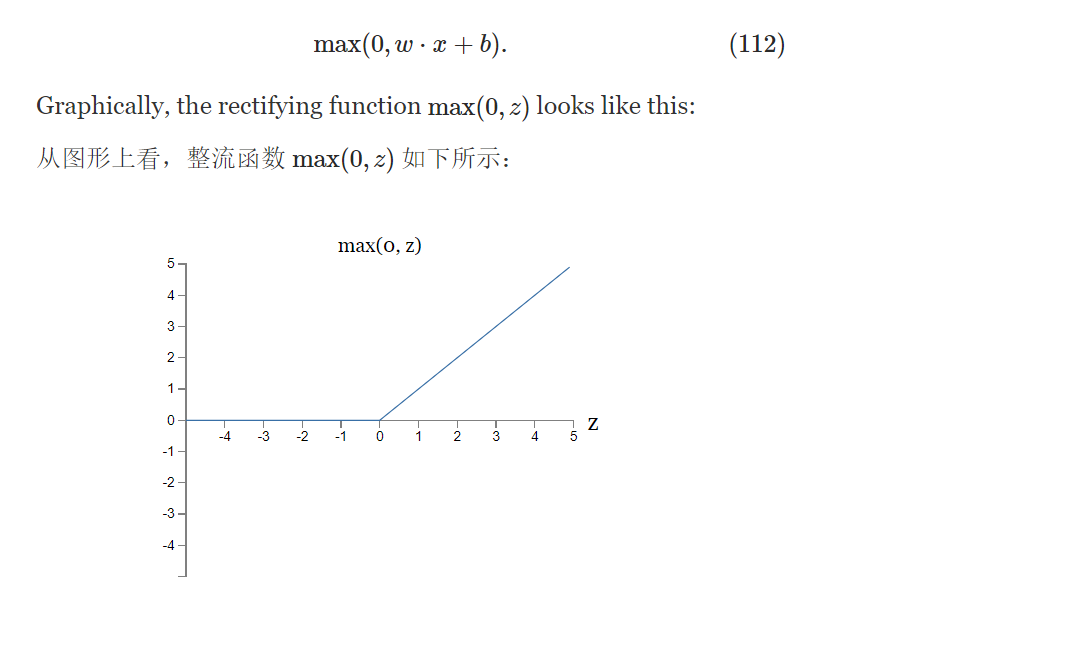 max(0, w · x + b). (112)
Graphically, the rectifying function max(0, z) looks like this:
从图形上看，整流函数 max(0, z) 如下所示：
max(0, z)
5
4
3
2
1
0
-1
-2
-3
-4
-4 -3 -2 -1 0 1 2 3 4 5 z